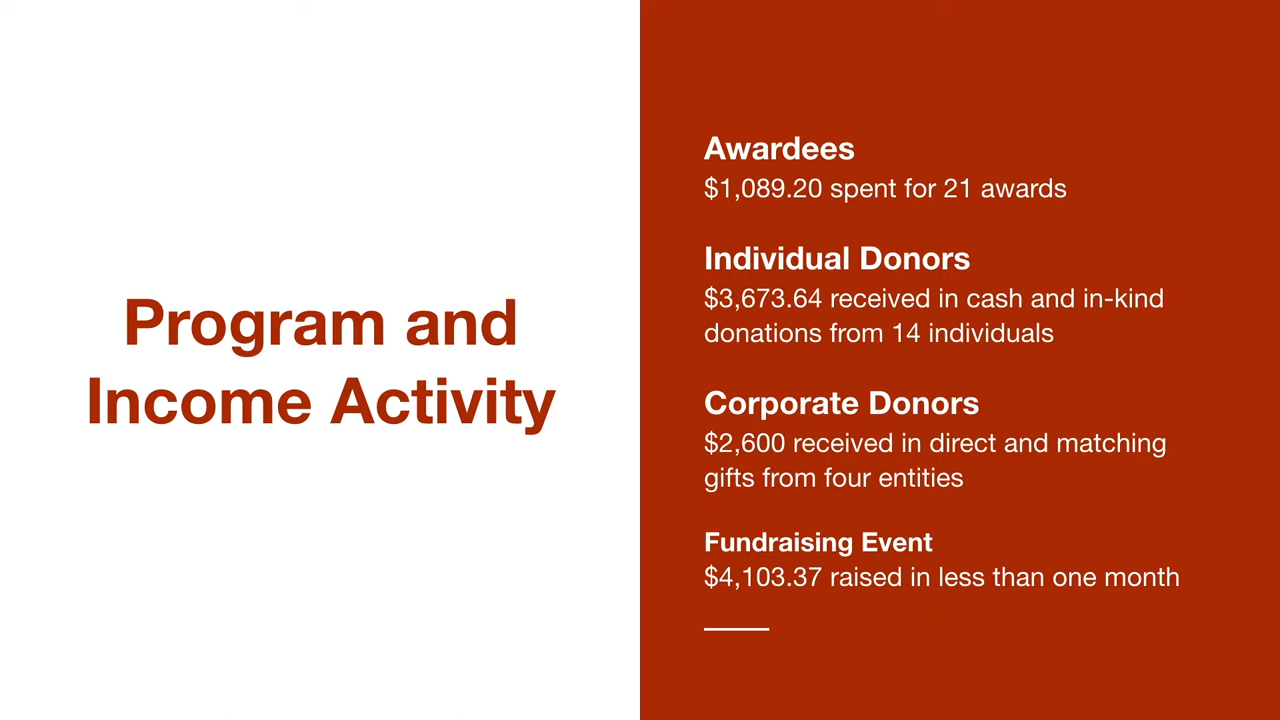 Program and
Income Activity
Awardees
$1,089.20 spent for 21 awards
Individual Donors
$3,673.64 received in cash and in-kind
donations from 14 individuals
Corporate Donors
$2,600 received in direct and matching
gifts from four entities
Fundraising Event
$4,103.37 raised in less than one month